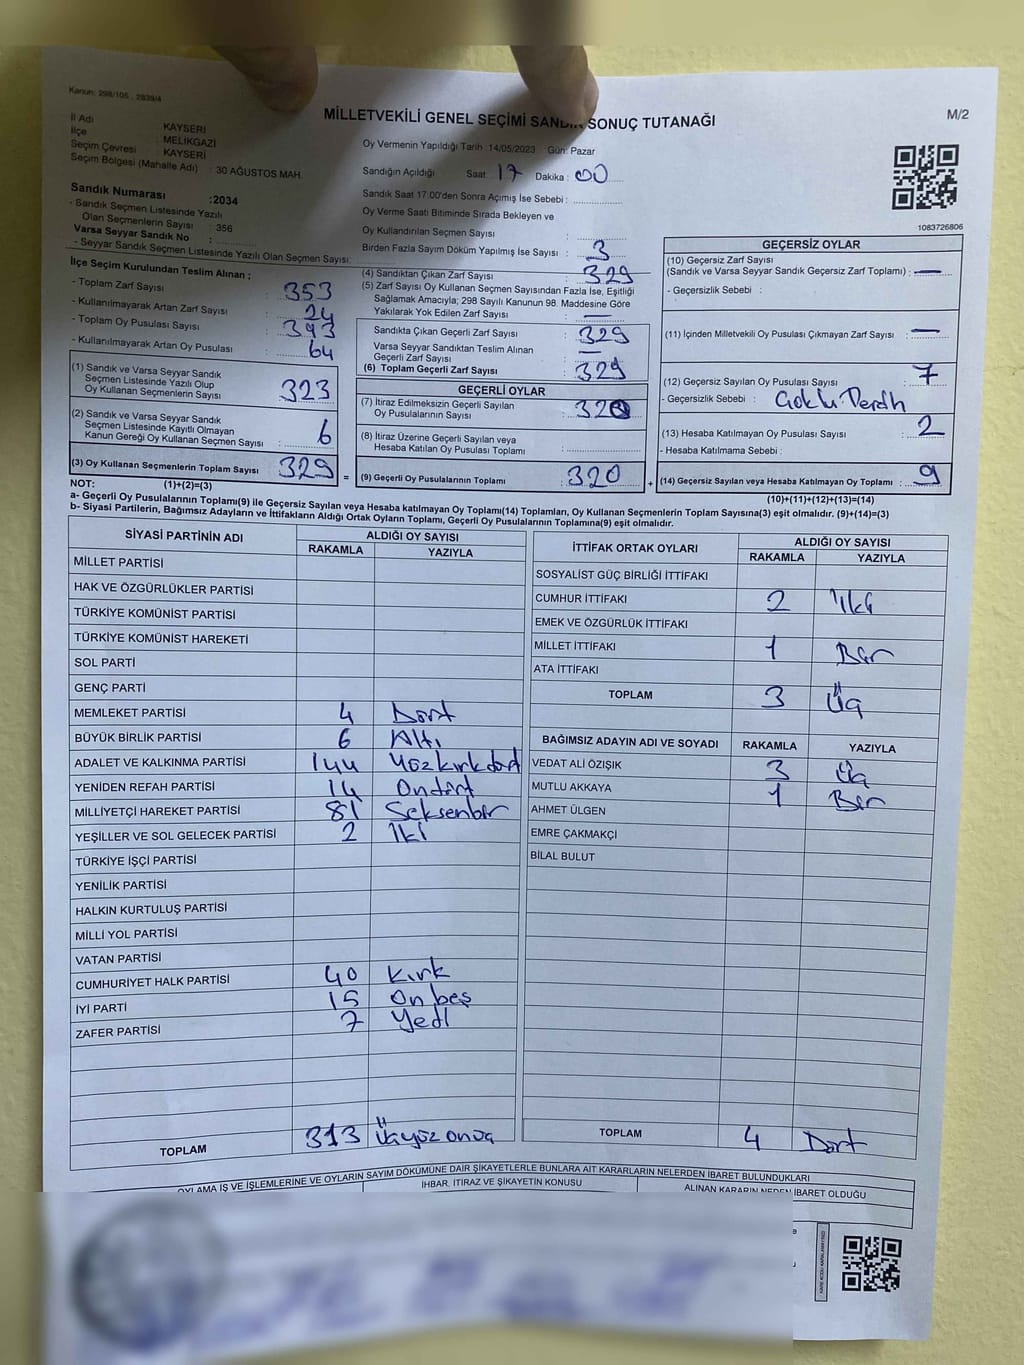 Kanun: 298/105 , 2839/4
MİLLETVEKİLİ GENEL SEÇİMİ SANDIK SONUÇ TUTANAĞI
M/2
İl Adı KAYSERİ
İlçe MELİKGAZİ
Seçim Çevresi KAYSERİ
Seçim Bölgesi (Mahalle Adı) : 30 AĞUSTOS MAH.
Sandık Numarası :2034
- Sandık Seçmen Listesinde Yazılı
Olan Seçmenlerin Sayısı : 356
Varsa Seyyar Sandık No :
- Seyyar Sandık Seçmen Listesinde Yazılı Olan Seçmen Sayısı:
İlçe Seçim Kurulundan Teslim Alınan ;
- Toplam Zarf Sayısı : 353
- Kullanılmayarak Artan Zarf Sayısı : 24
- Toplam Oy Pusulası Sayısı : 393
- Kullanılmayarak Artan Oy Pusulası : 64
(1) Sandık ve Varsa Seyyar Sandık
Seçmen Listesinde Yazılı Olup
Oy Kullanan Seçmenlerin Sayısı 323
(2) Sandık ve Varsa Seyyar Sandık
Seçmen Listesinde Kayıtlı Olmayan
Kanun Gereği Oy Kullanan Seçmen Sayısı : 6
(3) Oy Kullanan Seçmenlerin Toplam Sayısı 329 =
Oy Vermenin Yapıldığı Tarih :14/05/2023 Gün: Pazar
Sandığın Açıldığı Saat: 17 Dakika : 00
Sandık Saat 17:00'den Sonra Açımış İse Sebebi :
Oy Verme Saati Bitiminde Sırada Bekleyen ve
Oy Kullandırılan Seçmen Sayısı :
Birden Fazla Sayım Döküm Yapılmış İse Sayısı : 3
(4) Sandıktan Çıkan Zarf Sayısı : 329
(5) Zarf Sayısı Oy Kullanan Seçmen Sayısından Fazla İse, Eşitliği
Sağlamak Amacıyla; 298 Sayılı Kanunun 98. Maddesine Göre
Yakılarak Yok Edilen Zarf Sayısı : —
Sandıkta Çıkan Geçerli Zarf Sayısı : 329
Varsa Seyyar Sandıktan Teslim Alınan
Geçerli Zarf Sayısı : —
(6) Toplam Geçerli Zarf Sayısı : 329
GEÇERLİ OYLAR
(7) İtiraz Edilmeksizin Geçerli Sayılan
Oy Pusulalarının Sayısı : 320
(8) İtiraz Üzerine Geçerli Sayılan veya
Hesaba Katılan Oy Pusulası Toplamı :
(9) Geçerli Oy Pusulalarının Toplamı : 320 +
1083726806
GEÇERSİZ OYLAR
(10) Geçersiz Zarf Sayısı
(Sandık ve Varsa Seyyar Sandık Geçersiz Zarf Toplamı) : —
- Geçersizlik Sebebi :
(11) İçinden Milletvekili Oy Pusulası Çıkmayan Zarf Sayısı : —
(12) Geçersiz Sayılan Oy Pusulası Sayısı : 7
- Geçersizlik Sebebi :
(13) Hesaba Katılmayan Oy Pusulası Sayısı : 2
- Hesaba Katılmama Sebebi :
(14) Geçersiz Sayılan veya Hesaba Katılmayan Oy Toplamı : 9
NOT: (1)+(2)=(3)
(10)+(11)+(12)+(13)=(14)
a- Geçerli Oy Pusulalarının Toplamı(9) ile Geçersiz Sayılan veya Hesaba katılmayan Oy Toplamı(14) Toplamları, Oy Kullanan Seçmenlerin Toplam Sayısına(3) eşit olmalıdır. (9)+(14)=(3)
b- Siyasi Partilerin, Bağımsız Adayların ve İttifakların Aldığı Ortak Oyların Toplamı, Geçerli Oy Pusulalarının Toplamına(9) eşit olmalıdır.
SİYASİ PARTİNİN ADI ALDIĞI OY SAYISI
RAKAMLA YAZIYLA
MİLLET PARTİSİ
HAK VE ÖZGÜRLÜKLER PARTİSİ
TÜRKİYE KOMÜNİST PARTİSİ
TÜRKİYE KOMÜNİST HAREKETİ
SOL PARTİ
GENÇ PARTİ
MEMLEKET PARTİSİ 4 Dört
BÜYÜK BİRLİK PARTİSİ 6 Altı
ADALET VE KALKINMA PARTİSİ 144 Yüzkırkdört
YENİDEN REFAH PARTİSİ 14 Ondört
MİLLİYETÇİ HAREKET PARTİSİ 81 Seksenbir
YEŞİLLER VE SOL GELECEK PARTİSİ 2 İki
TÜRKİYE İŞÇİ PARTİSİ
YENİLİK PARTİSİ
HALKIN KURTULUŞ PARTİSİ
MİLLİ YOL PARTİSİ
VATAN PARTİSİ
CUMHURİYET HALK PARTİSİ 40 Kırk
İYİ PARTİ 15 On beş
ZAFER PARTİSİ 7 Yedi
TOPLAM 313 Üçyüz onüç
İTTİFAK ORTAK OYLARI ALDIĞI OY SAYISI
RAKAMLA YAZIYLA
SOSYALİST GÜÇ BİRLİĞİ İTTİFAKI
CUMHUR İTTİFAKI 2 İki
EMEK VE ÖZGÜRLÜK İTTİFAKI
MİLLET İTTİFAKI 1 Bir
ATA İTTİFAKI
TOPLAM 3 Üç
BAĞIMSIZ ADAYIN ADI VE SOYADI RAKAMLA YAZIYLA
VEDAT ALİ ÖZIŞIK 3 Üç
MUTLU AKKAYA 1 Bir
AHMET ÜLGEN
EMRE ÇAKMAKÇİ
BİLAL BULUT
TOPLAM 4 Dört
OYLAMA İŞ VE İŞLEMLERİNE VE OYLARIN SAYIM DÖKÜMÜNE DAİR ŞİKAYETLERLE BUNLARA AİT KARARLARIN NELERDEN İBARET BULUNDUKLARI
İHBAR, İTİRAZ VE ŞİKAYETİN KONUSU ALINAN KARARIN NEDEN İBARET OLDUĞU